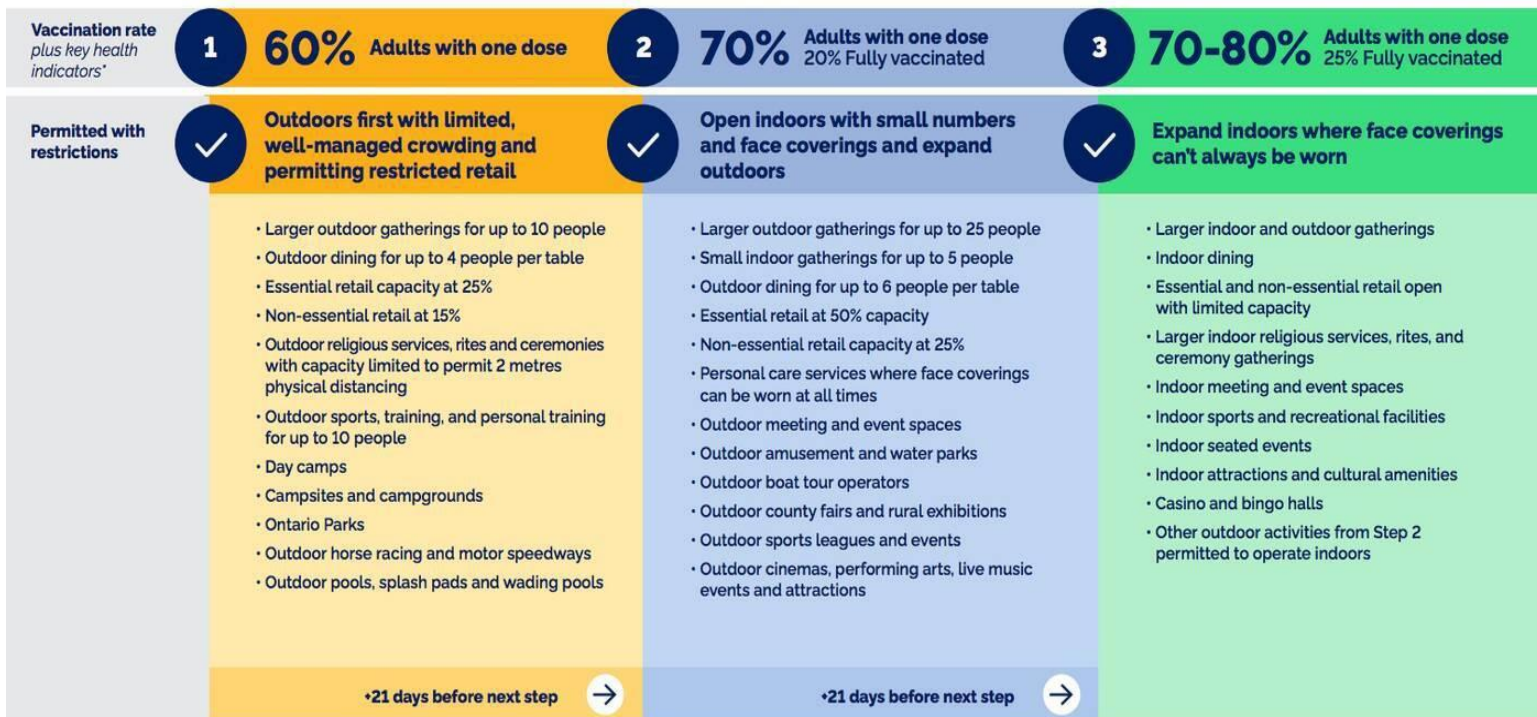 Vaccination rate
plus key health
indicators*
1
60% Adults with one dose
2
70% Adults with one dose
20% Fully vaccinated
3
70-80% Adults with one dose
25% Fully vaccinated
Permitted with
restrictions
Outdoors first with limited,
well-managed crowding and
permitting restricted retail
• Larger outdoor gatherings for up to 10 people
• Outdoor dining for up to 4 people per table
• Essential retail capacity at 25%
• Non-essential retail at 15%
• Outdoor religious services, rites and ceremonies
with capacity limited to permit 2 metres
physical distancing
• Outdoor sports, training, and personal training
for up to 10 people
• Day camps
• Campsites and campgrounds
• Ontario Parks
• Outdoor horse racing and motor speedways
• Outdoor pools, splash pads and wading pools
+21 days before next step
Open indoors with small numbers
and face coverings and expand
outdoors
• Larger outdoor gatherings for up to 25 people
• Small indoor gatherings for up to 5 people
• Outdoor dining for up to 6 people per table
• Essential retail at 50% capacity
• Non-essential retail capacity at 25%
• Personal care services where face coverings
can be worn at all times
• Outdoor meeting and event spaces
• Outdoor amusement and water parks
• Outdoor boat tour operators
• Outdoor county fairs and rural exhibitions
• Outdoor sports leagues and events
• Outdoor cinemas, performing arts, live music
events and attractions
+21 days before next step
Expand indoors where face coverings
can't always be worn
• Larger indoor and outdoor gatherings
• Indoor dining
• Essential and non-essential retail open
with limited capacity
• Larger indoor religious services, rites, and
ceremony gatherings
• Indoor meeting and event spaces
• Indoor sports and recreational facilities
• Indoor seated events
• Indoor attractions and cultural amenities
• Casino and bingo halls
• Other outdoor activities from Step 2
permitted to operate indoors